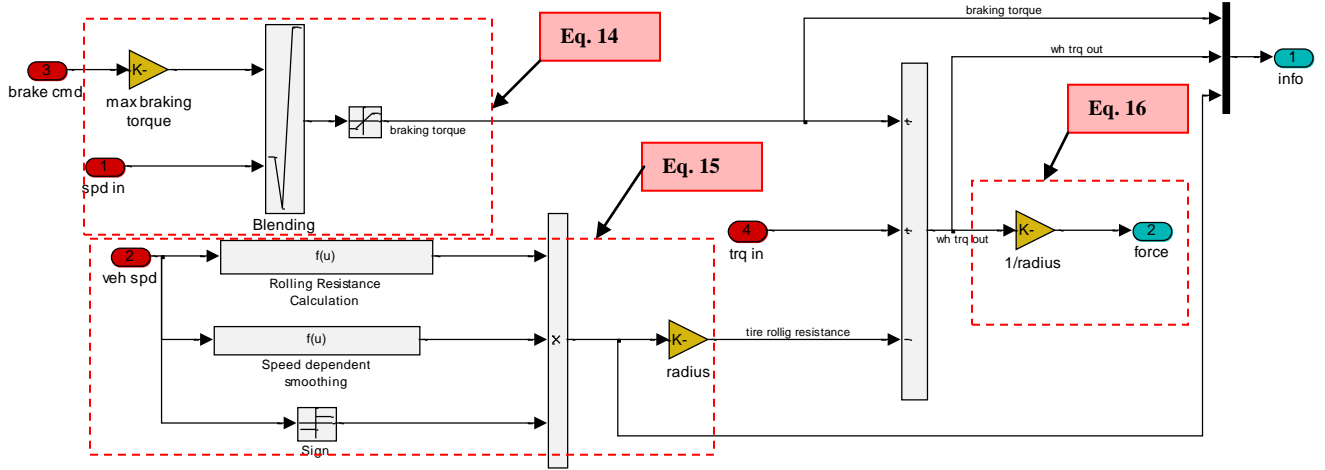 braking torque
Eq. 14
3
K-
wh trq out
1
brake cmd
max braking
torque
info
Eq. 16
braking torque
+
Eq. 15
1
spd in
Blending
2
f(u)
4
K-
2
veh spd
trq in
+
wh trq out
1/radius
force
Rolling Resistance
Calculation
f(u)
×
K-
tire rollig resistance
-
Speed dependent
smoothing
radius
Sign